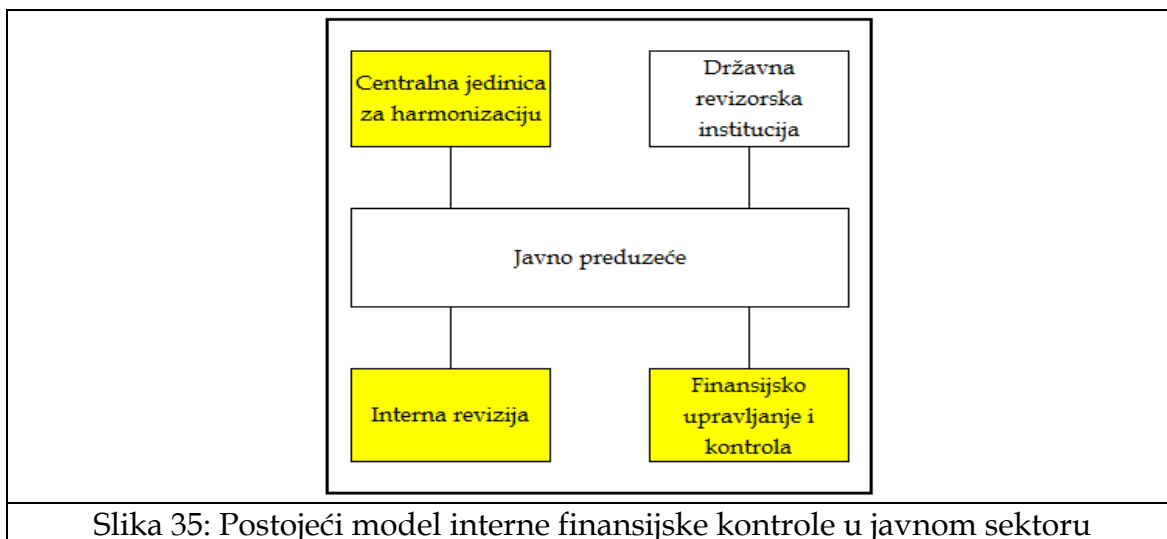 Centralna jedinica
za harmonizaciju
Državna
revizorska
institucija
Javno preduzeće
Interna revizija
Finansijsko
upravljanje i
kontrola
Slika 35: Postojeći model interne finansijske kontrole u javnom sektoru